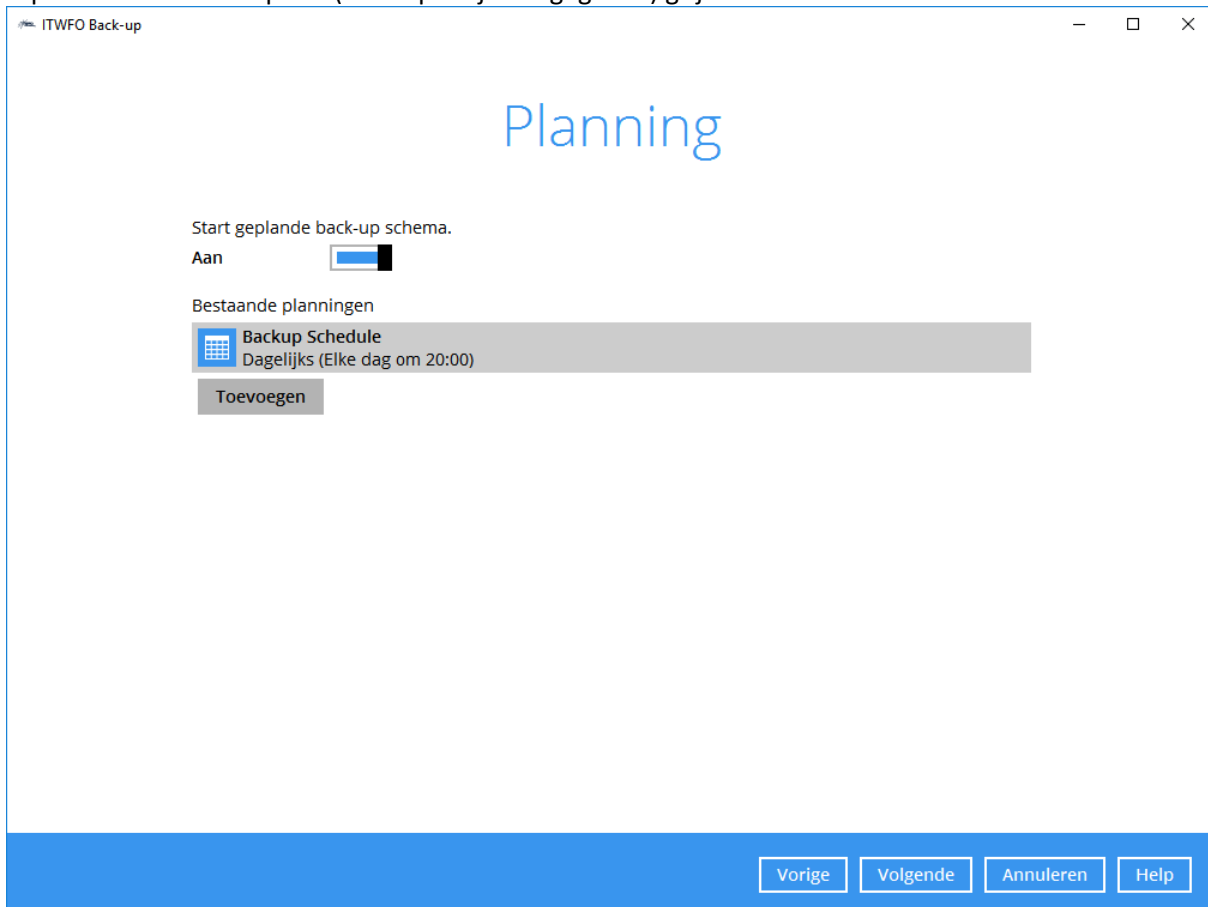 ITWFO Back-up
Planning
Start geplande back-up schema.
Aan
Bestaande planningen
Backup Schedule
Dagelijks (Elke dag om 20:00)
Toevoegen
Vorige Volgende Annuleren Help